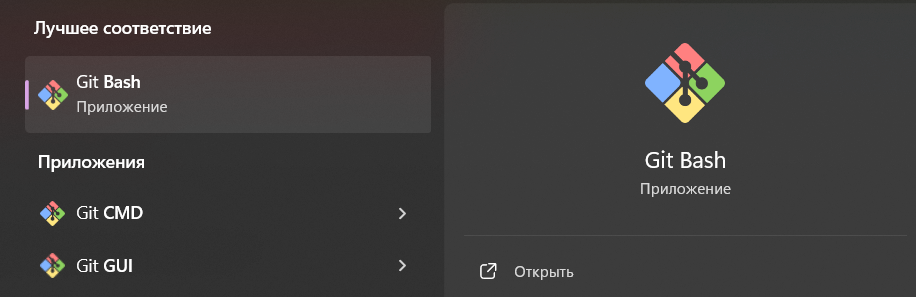 Лучшее соответствие
Git Bash
Приложение
Приложения
Git CMD
Git GUI
Git Bash
Приложение
Открыть